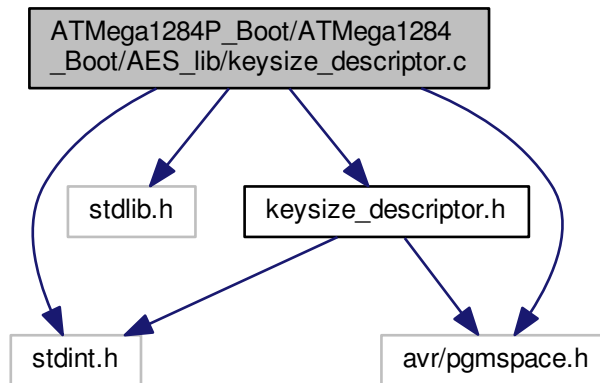 ATMega1284P_Boot/ATMega1284
_Boot/AES_lib/keysize_descriptor.c
stdlib.h
keysize_descriptor.h
stdint.h
avr/pgmspace.h